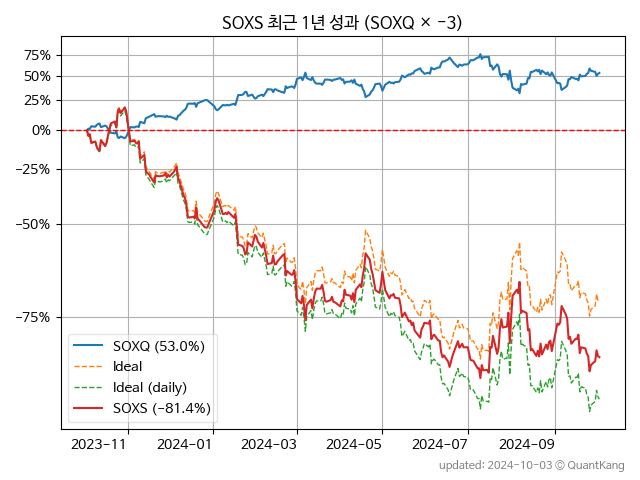 SOXS 최근 1년 성과 (SOXQ × −3)
75%
50%
25%
0%
−25%
−50%
−75%
SOXQ (53.0%)
Ideal
Ideal (daily)
SOXS (−81.4%)
2023−11
2024−01
2024−03
2024−05
2024−07
2024−09
updated: 2024-10-03 © QuantKang